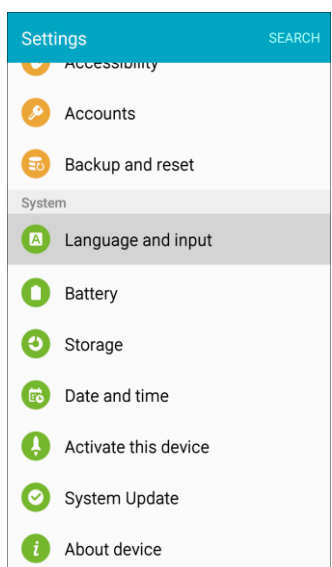 Settings
SEARCH
Accessibility
Accounts
Backup and reset
System
A
Language and input
Battery
Storage
Date and time
Activate this device
System Update
i
About device